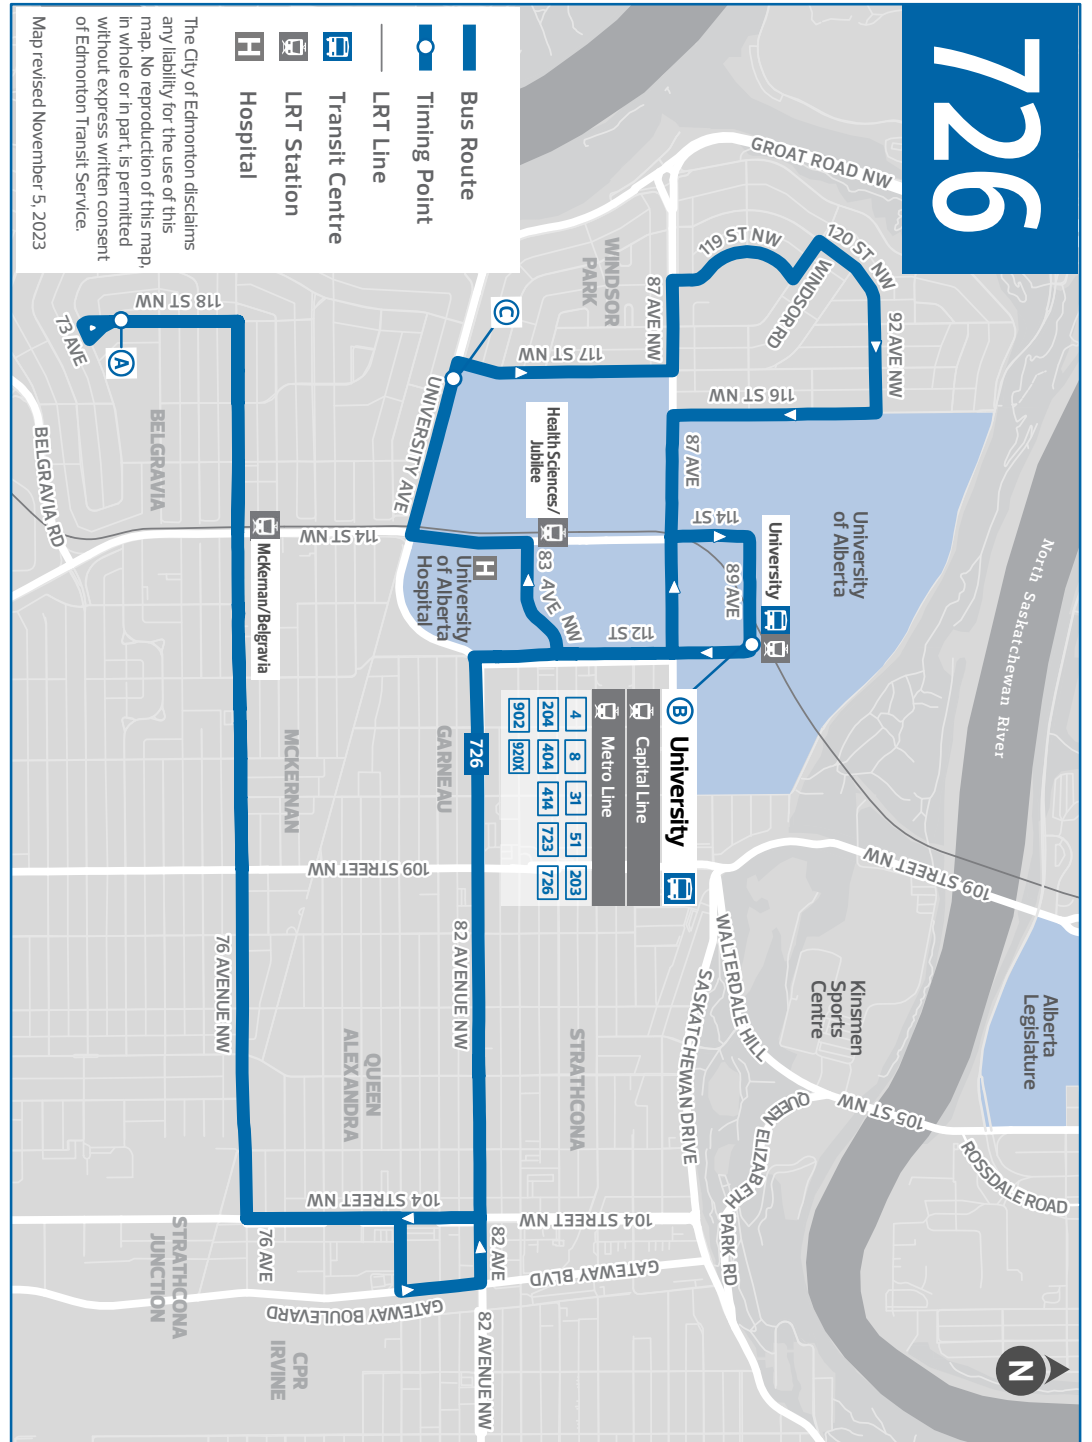 726
Bus Route
Timing Point
LRT Line
Transit Centre
LRT Station
H
Hospital
The City of Edmonton disclaims
any liability for the use of this
map. No reproduction of this map,
in whole or in part, is permitted
without express written consent
of Edmonton Transit Service.
Map revised November 5, 2023
GROAT ROAD NW
119 ST NW
120 ST NW
WINDSOR RD
92 AVE NW
WINDSOR
PARK
87 AVE NW
117 ST NW
116 ST NW
C
UNIVERSITY AVE
118 ST NW
73 AVE
A
BELGRAVIA
BELGRAVIA RD
Health Sciences/
Jubilee
87 AVE
114 ST
89 AVE
University
University
of Alberta
North Saskatchewan River
114 ST NW
McKernan/Belgravia
H
University
of Alberta
Hospital
83 AVE NW
112 ST
B University
Capital Line
Metro Line
4 8 31 51 203
204 404 414 723 726
902 920X
726
GARNEAU
MCKERNAN
109 STREET NW
109 STREET NW
82 AVENUE NW
76 AVENUE NW
WALTERDALE HILL
SASKATCHEWAN DRIVE
Kinsmen
Sports
Centre
Alberta
Legislature
QUEEN
ALEXANDRA
STRATHCONA
105 ST NW
QUEEN ELIZABETH
PARK RD
ROSSDALE ROAD
104 STREET NW
104 STREET NW
76 AVE
82 AVE
GATEWAY BLVD
GATEWAY BOULEVARD
82 AVENUE NW
STRATHCONA
JUNCTION
CPR
IRVINE
N